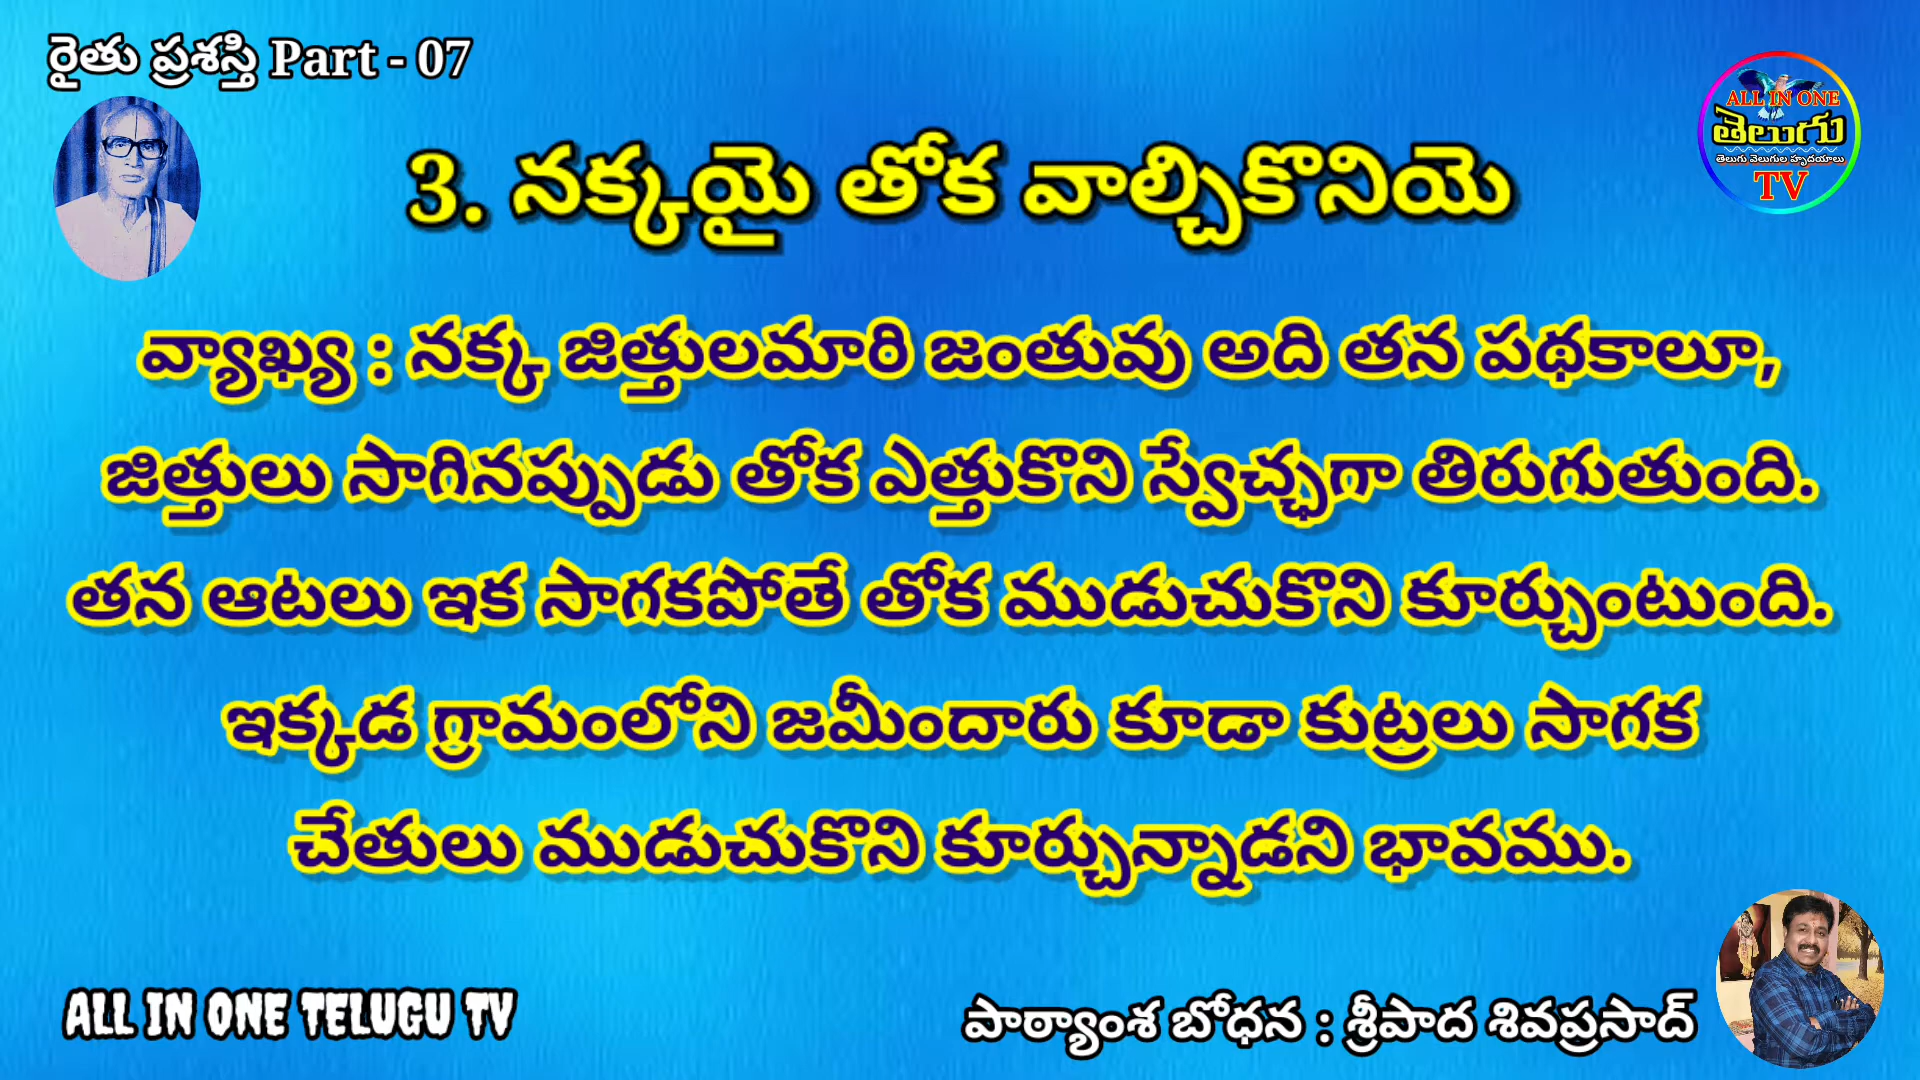 రైతు ప్రశస్తి Part - 07
ALL IN ONE
తెలుగు
తెలుగు వెలుగుల హృదయాలు
TV
3. నక్కయై తోక వాల్చికొనియె
వ్యాఖ్య : నక్క జిత్తులమారి జంతువు అది తన పథకాలూ,
జిత్తులు సాగినప్పుడు తోక ఎత్తుకొని స్వేచ్ఛగా తిరుగుతుంది.
తన ఆటలు ఇక సాగకపోతే తోక ముడుచుకొని కూర్చుంటుంది.
ఇక్కడ గ్రామంలోని జమీందారు కూడా కుట్రలు సాగక
చేతులు ముడుచుకొని కూర్చున్నాడని భావము.
ALL IN ONE TELUGU TV
పాఠ్యాంశ బోధన : శ్రీపాద శివప్రసాద్